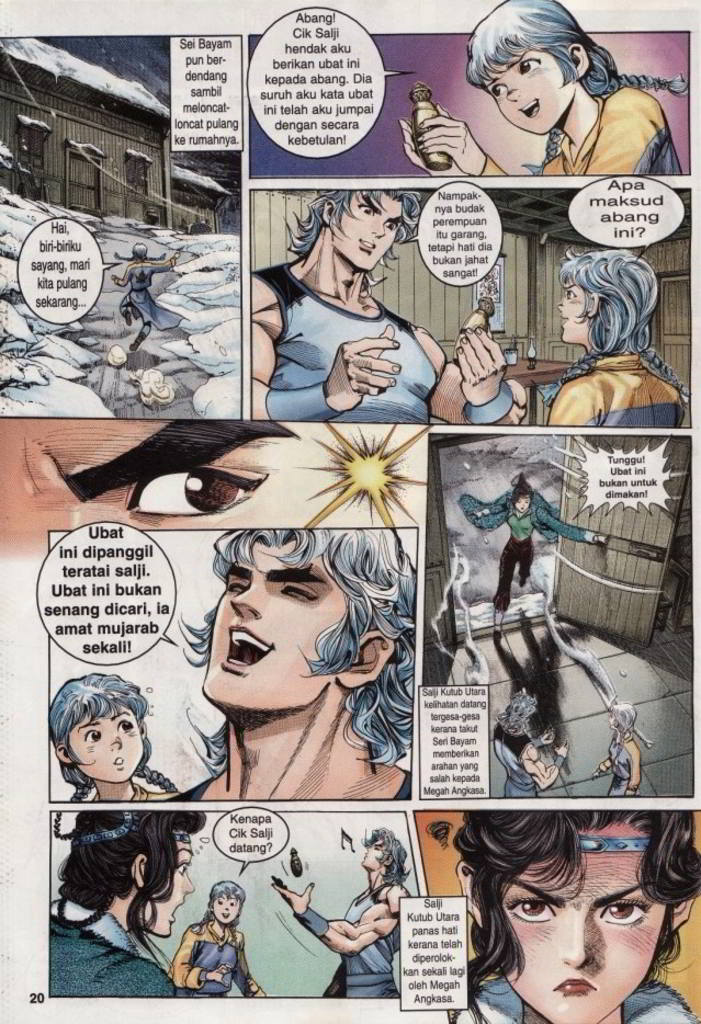 Sei Bayam
pun ber-
dendang
sambil
meloncat-
loncat pulang
ke rumahnya.
Hai,
biri-biriku
sayang, mari
kita pulang
sekarang...
Abang!
Cik Salji
hendak aku
berikan ubat ini
kepada abang. Dia
suruh aku kata ubat
ini telah aku jumpai
dengan secara
kebetulan!
Nampak-
nya budak
perempuan
itu garang,
tetapi hati dia
bukan jahat
sangat!
Apa
maksud
abang
ini?
Ubat
ini dipanggil
teratai salji.
Ubat ini bukan
senang dicari, ia
amat mujarab
sekali!
Tunggu!
Ubat ini
bukan untuk
dimakan!
Salji Kutub Utara
kelihatan datang
tergesa-gesa
kerana takut
Seri Bayam
memberikan
arahan yang
salah kepada
Megah Angkasa.
Kenapa
Cik Salji
datang?
Salji
Kutub Utara
panas hati
kerana telah
diperolok-
kan sekali lagi
oleh Megah
Angkasa.
20